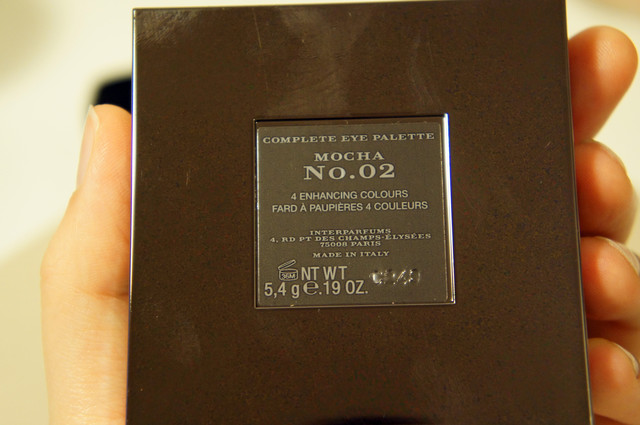 COMPLETE EYE PALETTE
MOCHA
No.02
4 ENHANCING COLOURS
FARD À PAUPIÈRES 4 COULEURS
INTERPARFUMS
4, RD PT DES CHAMPS-ÉLYSÉES
75008 PARIS
MADE IN ITALY
36M NT WT
5,4 g ℮.19 OZ.